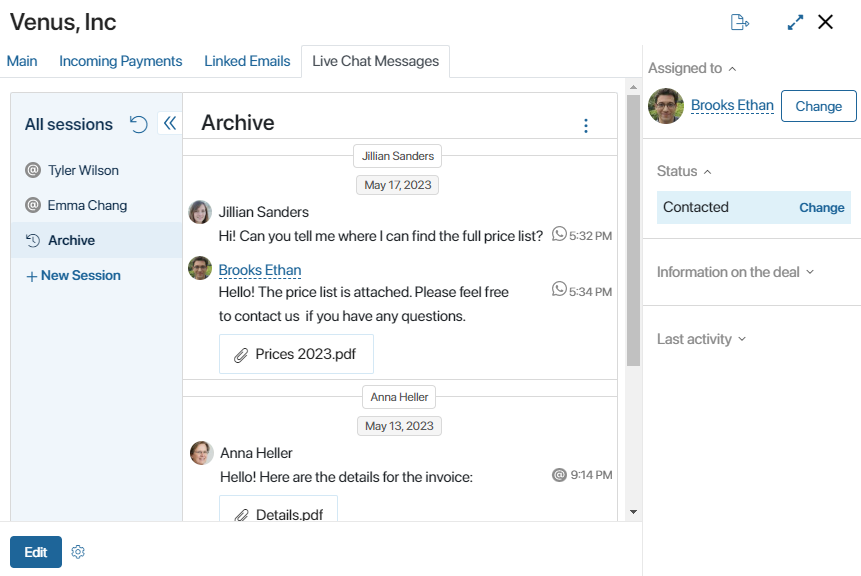 Venus, Inc
Main
Incoming Payments
Linked Emails
Live Chat Messages
All sessions
@ Tyler Wilson
@ Emma Chang
Archive
+ New Session
Archive
Jillian Sanders
May 17, 2023
Jillian Sanders
Hi! Can you tell me where I can find the full price list?
5:32 PM
Brooks Ethan
Hello! The price list is attached. Please feel free
5:34 PM
to contact us if you have any questions.
Prices 2023.pdf
Anna Heller
May 13, 2023
Anna Heller
Hello! Here are the details for the invoice:
@ 9:14 PM
Details.pdf
Edit
Assigned to
Brooks Ethan
Change
Status
Contacted
Change
Information on the deal
Last activity